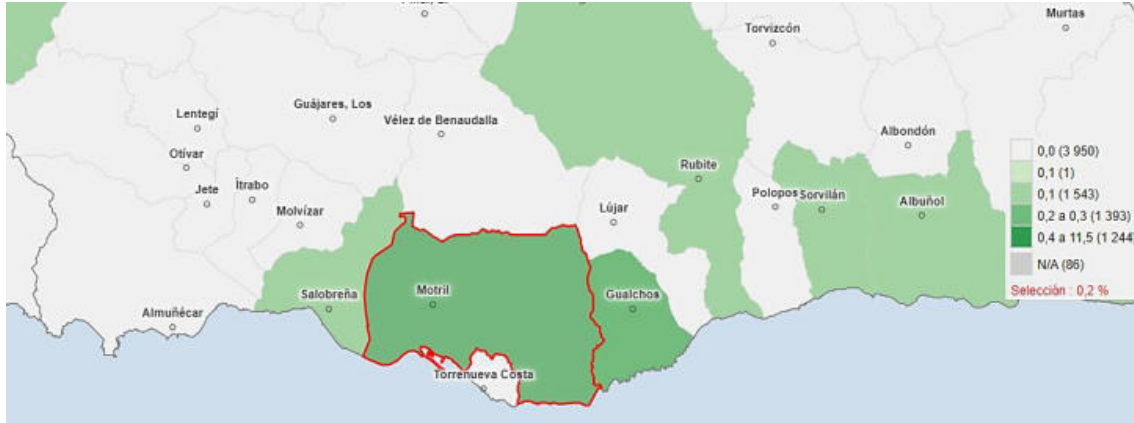 Murtas
Torvizcón
Lentegí
Guájares, Los
Vélez de Benaudalla
Albondón
Otívar
Rubite
Jete
Ìtrabo
Molvízar
Lújar
Polopos
Sorvilán
Albuñol
Salobreña
Motril
Gualchos
Almuñécar
Torrenueva Costa
0,0 (3 950)
0,1 (1)
0,1 (1 543)
0,2 a 0,3 (1 393)
0,4 a 11,5 (1 244)
N/A (86)
Selección : 0,2 %